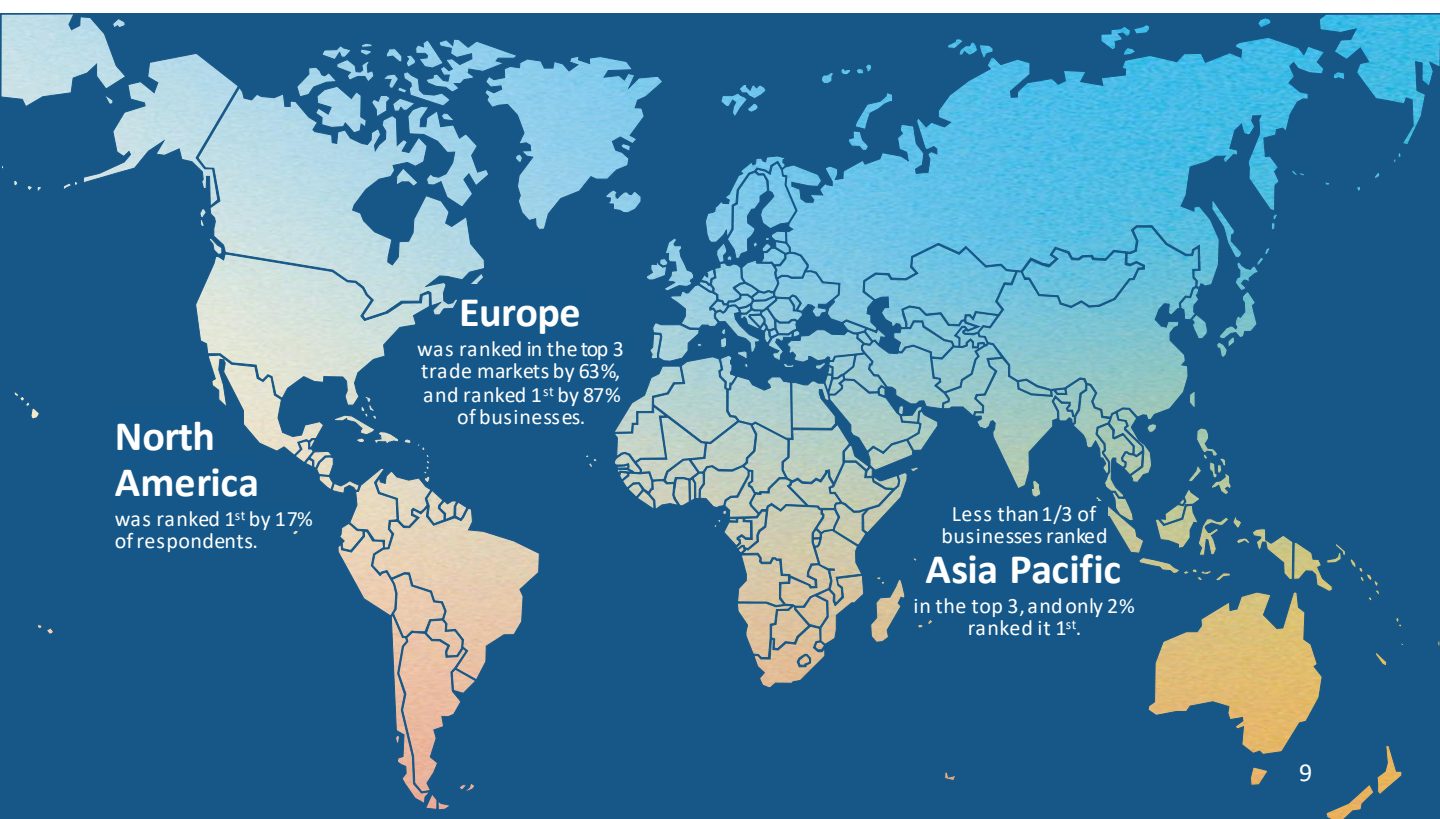 Europe
was ranked in the top 3
trade markets by 63%,
and ranked 1st by 87%
of businesses.
North
America
was ranked 1st by 17%
of respondents.
Less than 1/3 of
businesses ranked
Asia Pacific
in the top 3, and only 2%
ranked it 1st.
9